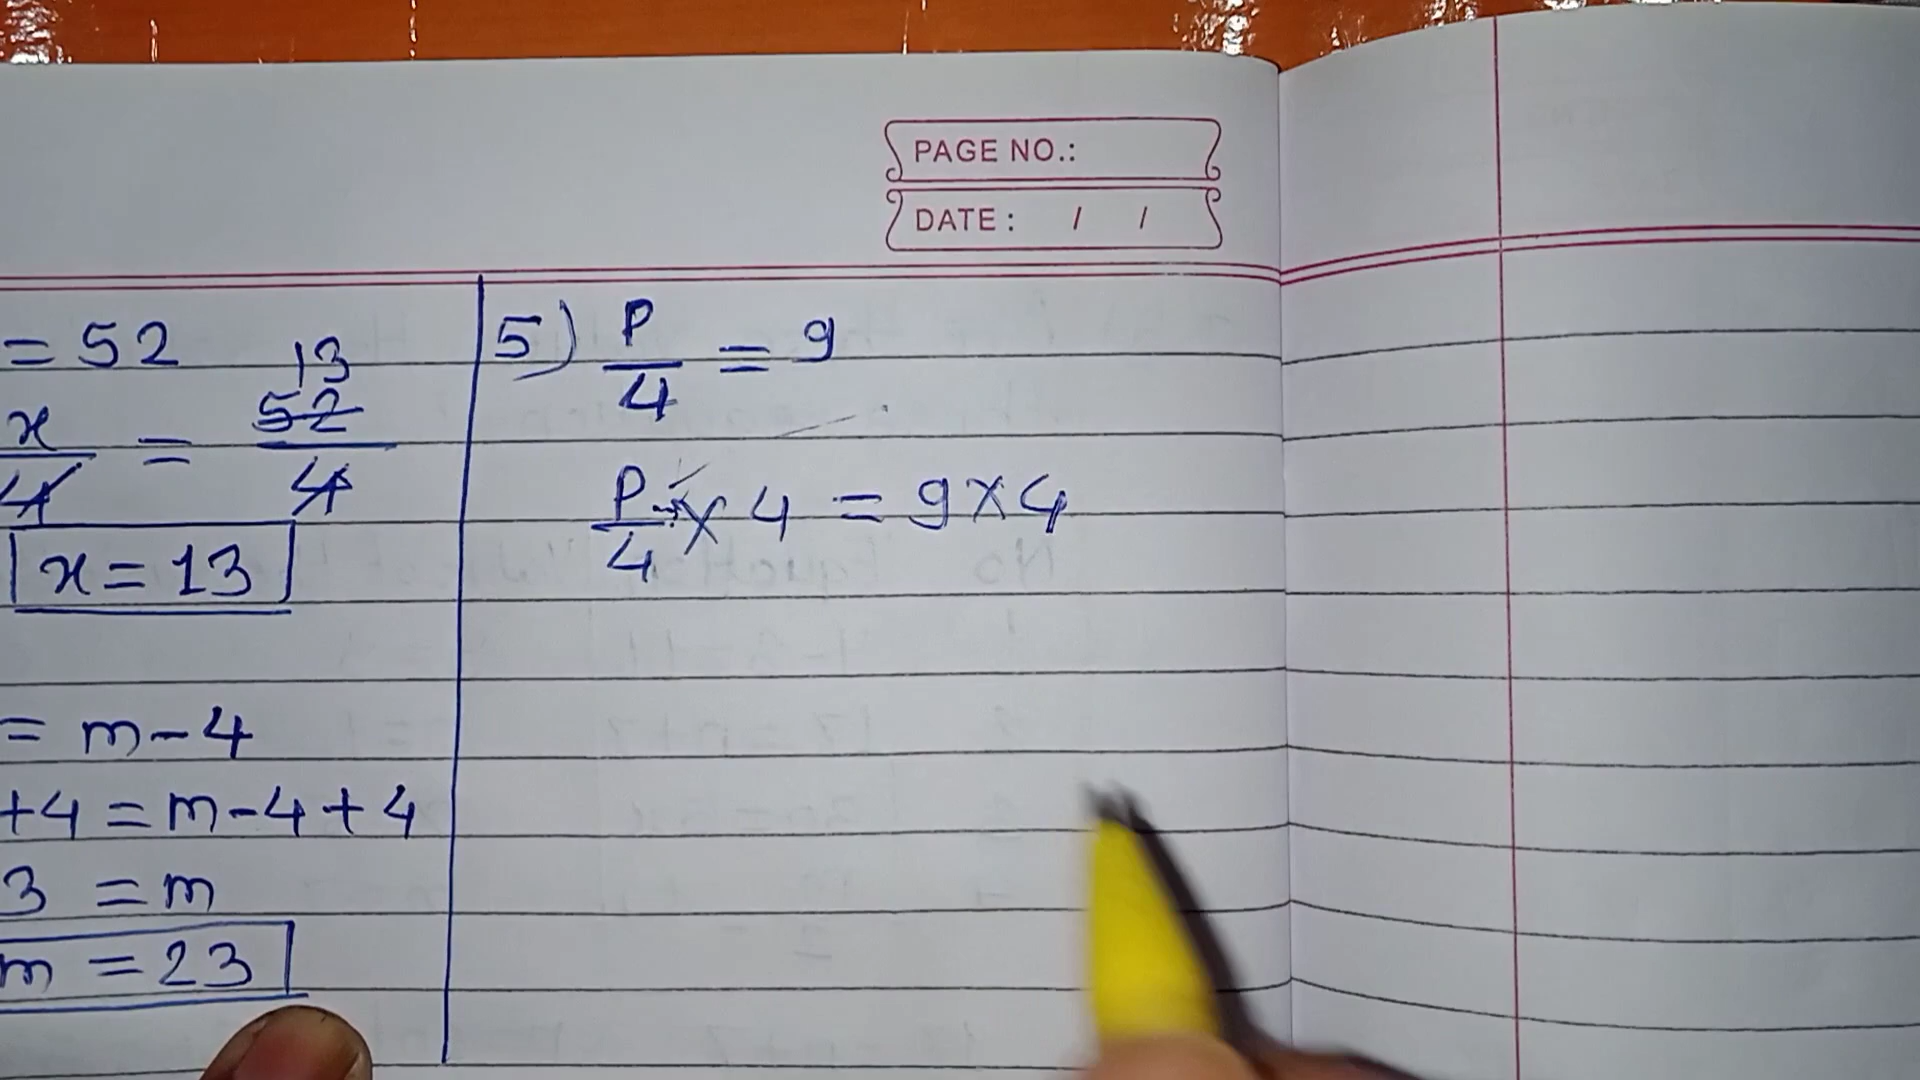 PAGE NO.:
DATE : / /
= 52
x/4 = 52/4 13
x = 13
= m - 4
+4 = m - 4 + 4
3 = m
m = 23
5) P/4 = 9
P/4 × 4 = 9 × 4